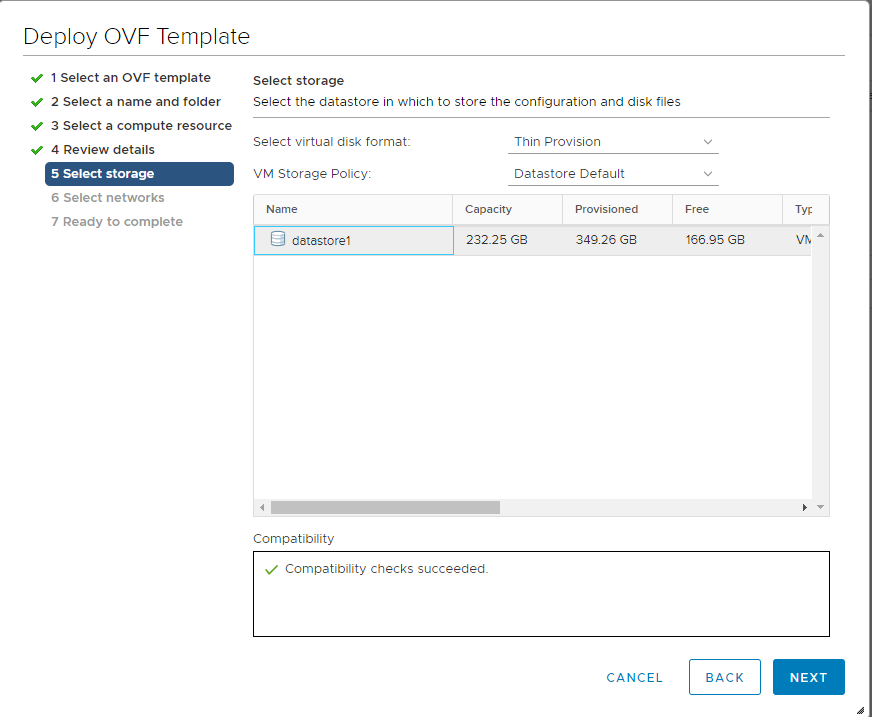 Deploy OVF Template
1 Select an OVF template
2 Select a name and folder
3 Select a compute resource
4 Review details
5 Select storage
6 Select networks
7 Ready to complete
Select storage
Select the datastore in which to store the configuration and disk files
Select virtual disk format: Thin Provision
VM Storage Policy: Datastore Default
Name Capacity Provisioned Free Typ
datastore1 232.25 GB 349.26 GB 166.95 GB VM
Compatibility
Compatibility checks succeeded.
CANCEL BACK NEXT